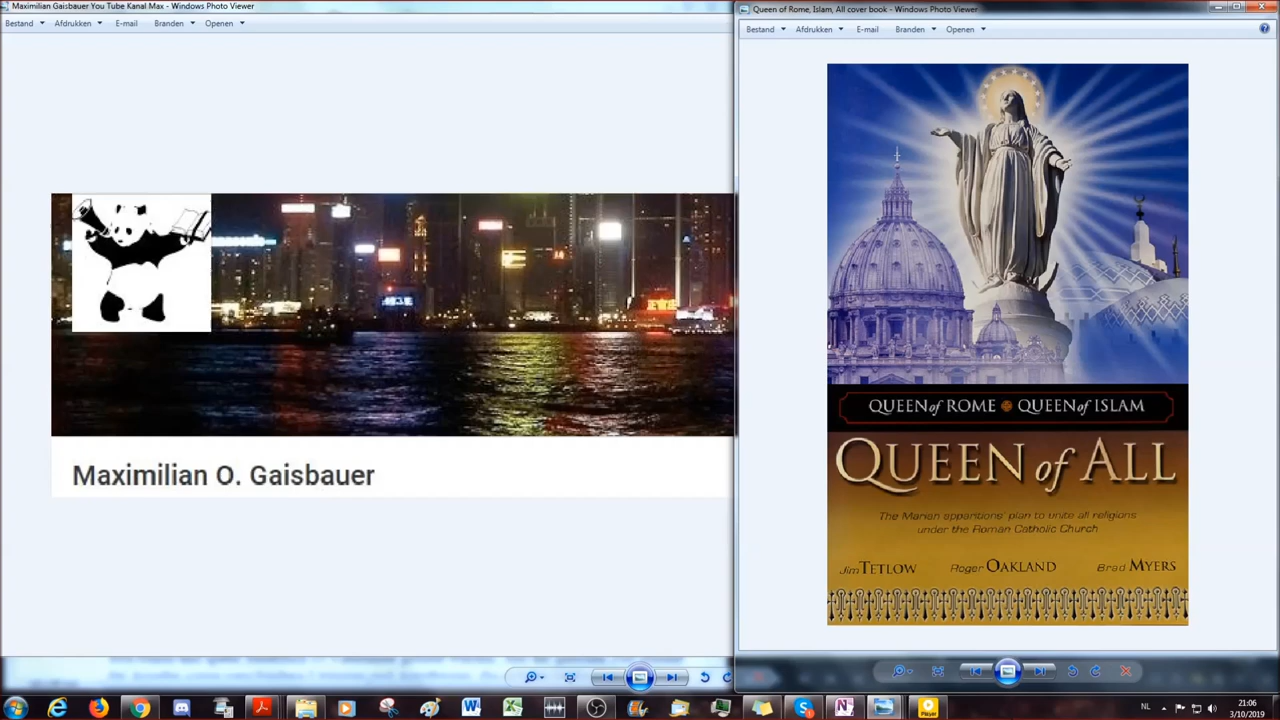 Maximilian Gaisbauer You Tube Kanal Max - Windows Photo Viewer
Bestand Afdrukken E-mail Branden Openen
Maximilian O. Gaisbauer
Queen of Rome, Islam, All cover book - Windows Photo Viewer
Bestand Afdrukken E-mail Branden Openen
QUEEN of ROME QUEEN of ISLAM
QUEEN of ALL
The Marian apparitions' plan to unite all religions
under the Roman Catholic Church
Jim TETLOW Roger OAKLAND Brad MYERS
NL 21:06
3/10/2019